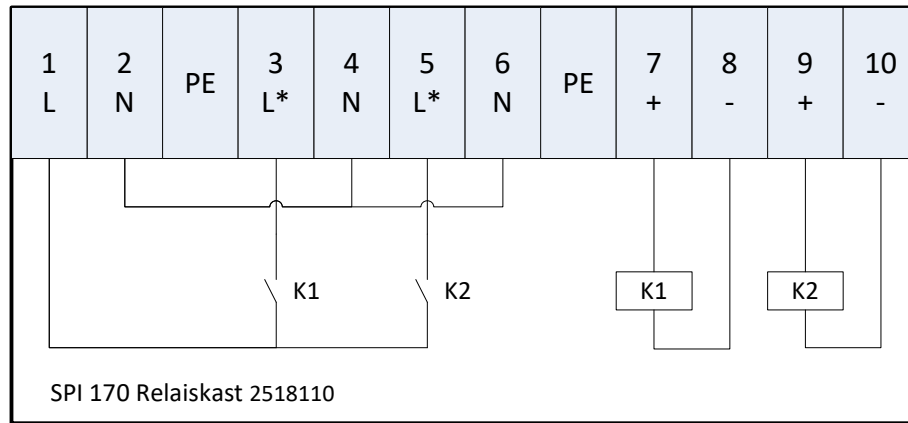 1 2 PE 3 4 5 6 PE 7 8 9 10
L N L* N L* N + - + -
K1 K2 K1 K2
SPI 170 Relaiskast 2518110